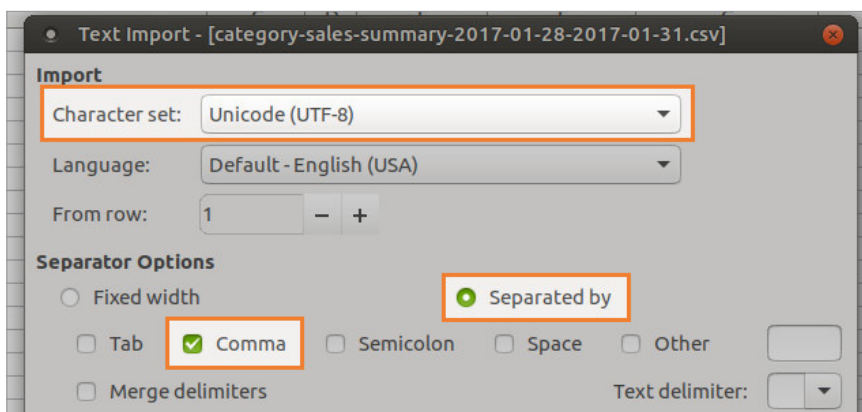 Text Import - [category-sales-summary-2017-01-28-2017-01-31.csv]
Import
Character set: Unicode (UTF-8)
Language: Default - English (USA)
From row: 1 - +
Separator Options
Fixed width Separated by
Tab Comma Semicolon Space Other
Merge delimiters Text delimiter: